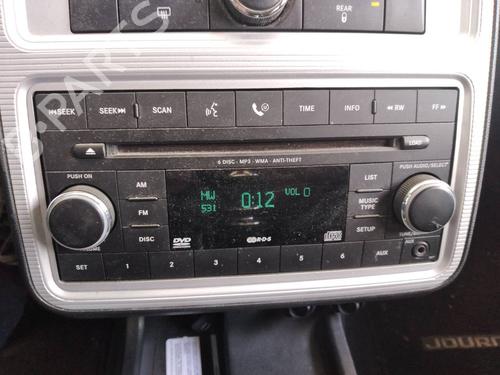 REAR
SEEK
SEEK
SCAN
TIME
INFO
RW
FF
LOAD
6 DISC - MP3 - WMA - ANTI-THEFT
PUSH ON
PUSH AUDIO/SELECT
AM
FM
DISC
MW
531
0:12
VOL 0
LIST
MUSIC
TYPE
SETUP
DVD
R·D·S
SET
1
2
3
4
5
6
AUX
AUX
JOURN